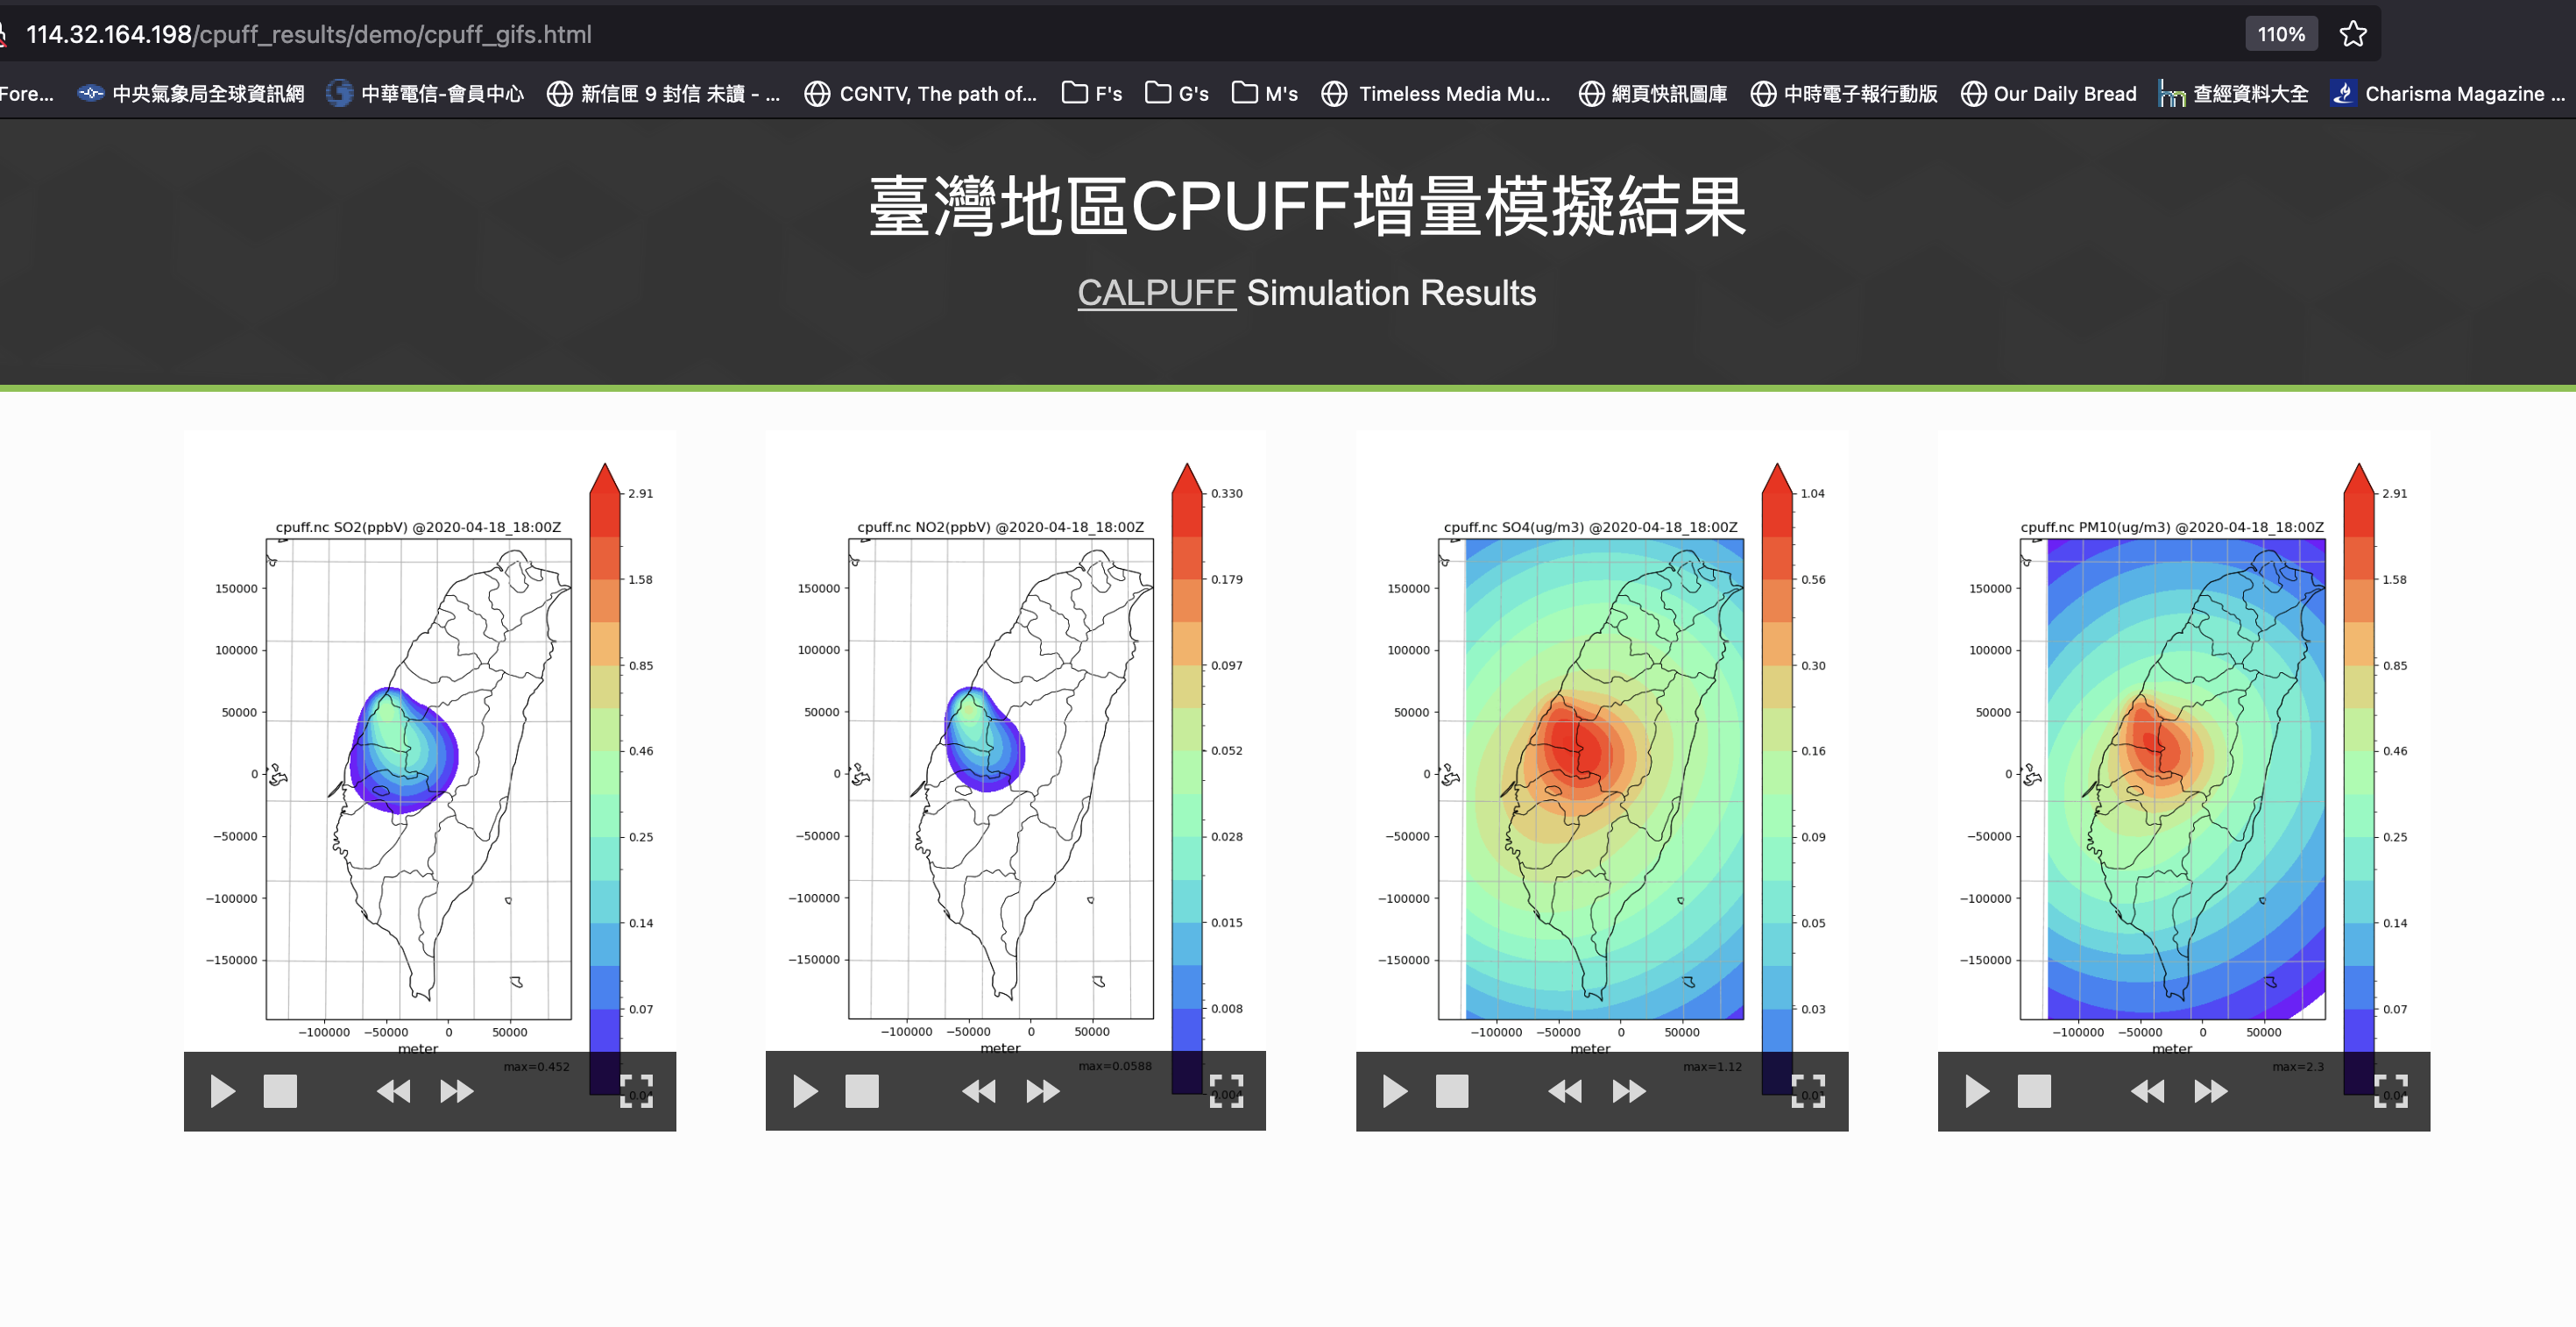 114.32.164.198/cpuff_results/demo/cpuff_gifs.html
110%
Fore...
中央氣象局全球資訊網
中華電信-會員中心
新信匣 9 封信 未讀 - ...
CGNTV, The path of...
F's
G's
M's
Timeless Media Mu...
網頁快訊圖庫
中時電子報行動版
Our Daily Bread
查經資料大全
Charisma Magazine ...
臺灣地區CPUFF增量模擬結果
CALPUFF Simulation Results
cpuff.nc SO2(ppbV) @2020-04-18_18:00Z
150000
100000
50000
0
−50000
−100000
−150000
−100000 −50000 0 50000
meter
max=0.452
2.91
1.58
0.85
0.46
0.25
0.14
0.07
0.04
cpuff.nc NO2(ppbV) @2020-04-18_18:00Z
150000
100000
50000
0
−50000
−100000
−150000
−100000 −50000 0 50000
meter
max=0.0588
0.330
0.179
0.097
0.052
0.028
0.015
0.008
0.004
cpuff.nc SO4(ug/m3) @2020-04-18_18:00Z
150000
100000
50000
0
−50000
−100000
−150000
−100000 −50000 0 50000
meter
max=1.12
1.04
0.56
0.30
0.16
0.09
0.05
0.03
0.01
cpuff.nc PM10(ug/m3) @2020-04-18_18:00Z
150000
100000
50000
0
−50000
−100000
−150000
−100000 −50000 0 50000
meter
max=2.3
2.91
1.58
0.85
0.46
0.25
0.14
0.07
0.04